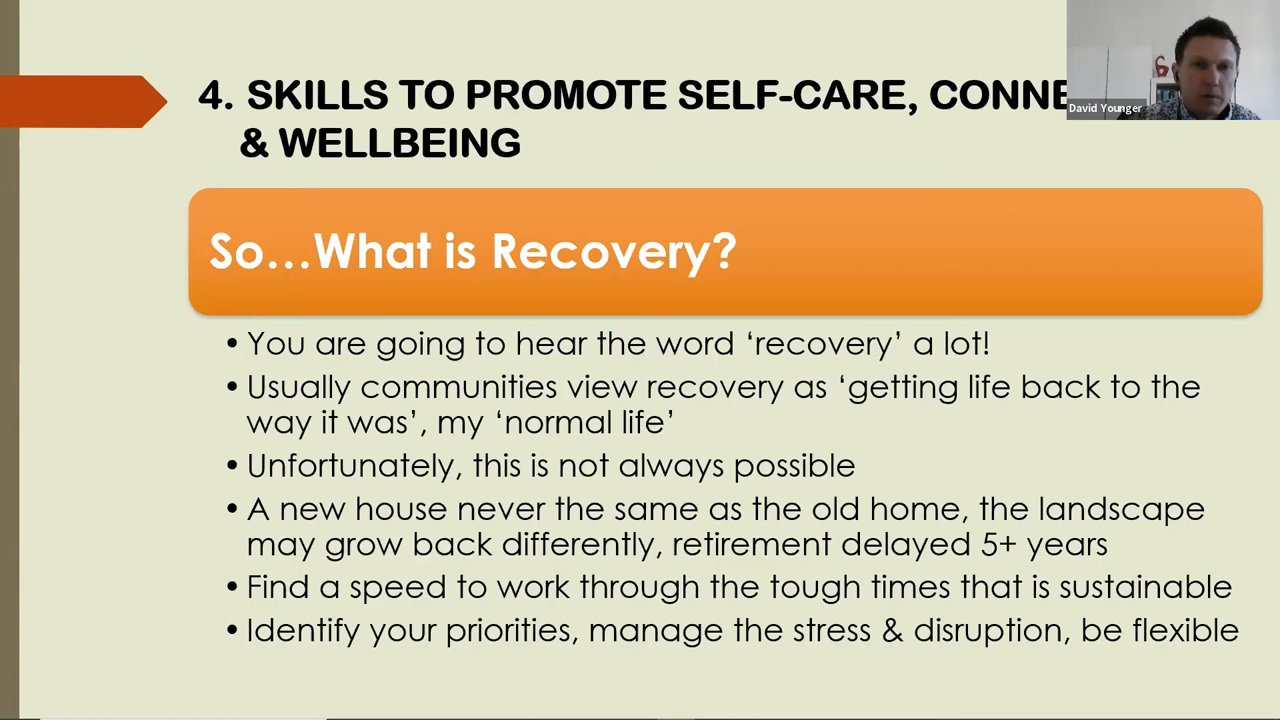 4. SKILLS TO PROMOTE SELF-CARE, CONNE
& WELLBEING
David Younger
So...What is Recovery?
• You are going to hear the word ‘recovery’ a lot!
• Usually communities view recovery as ‘getting life back to the
way it was’, my ‘normal life’
• Unfortunately, this is not always possible
• A new house never the same as the old home, the landscape
may grow back differently, retirement delayed 5+ years
• Find a speed to work through the tough times that is sustainable
• Identify your priorities, manage the stress & disruption, be flexible